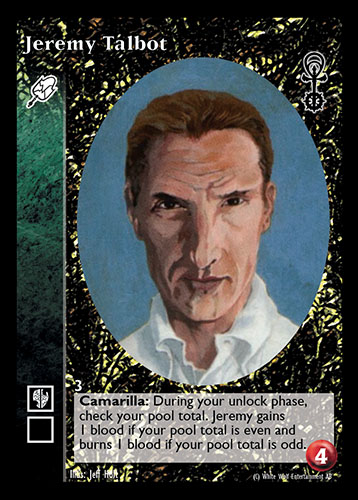 Jeremy Talbot
3
Camarilla: During your unlock phase,
check your pool total. Jeremy gains
1 blood if your pool total is even and
burns 1 blood if your pool total is odd.
4
Illus: Jeff Holt
(C) White Wolf Entertainment AB